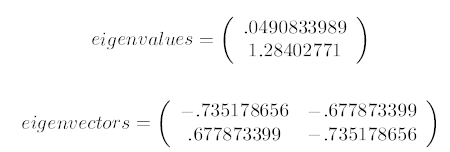 eigenvalues = ( .0490833989
1.28402771 )
eigenvectors = ( −.735178656 −.677873399
.677873399 −.735178656 )